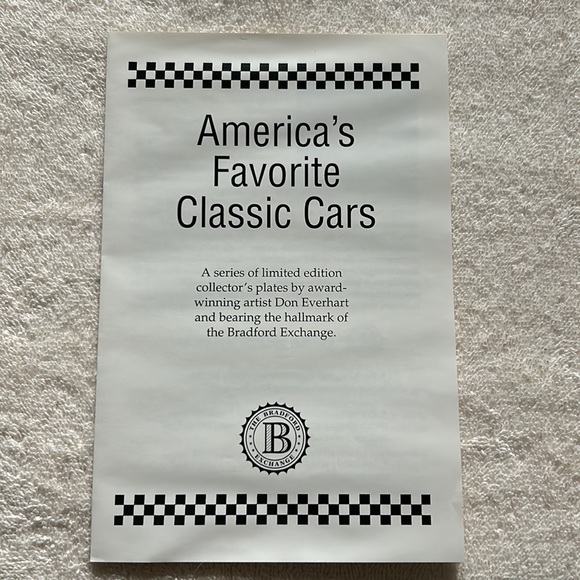 America's
Favorite
Classic Cars
A series of limited edition
collector's plates by award-
winning artist Don Everhart
and bearing the hallmark of
the Bradford Exchange.
THE BRADFORD
B
EXCHANGE